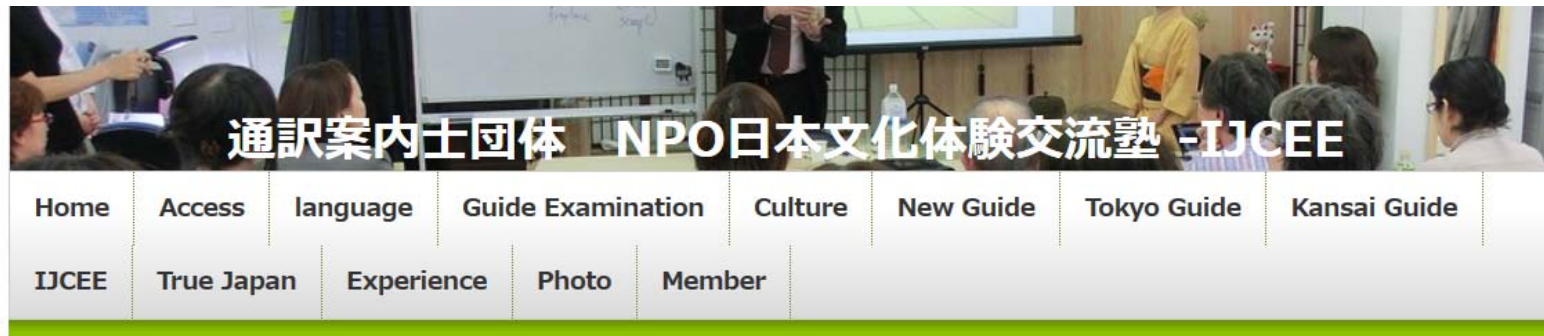 通訳案内士団体　NPO日本文化体験交流塾 -IJCEE
Home Access language Guide Examination Culture New Guide Tokyo Guide Kansai Guide
IJCEE True Japan Experience Photo Member